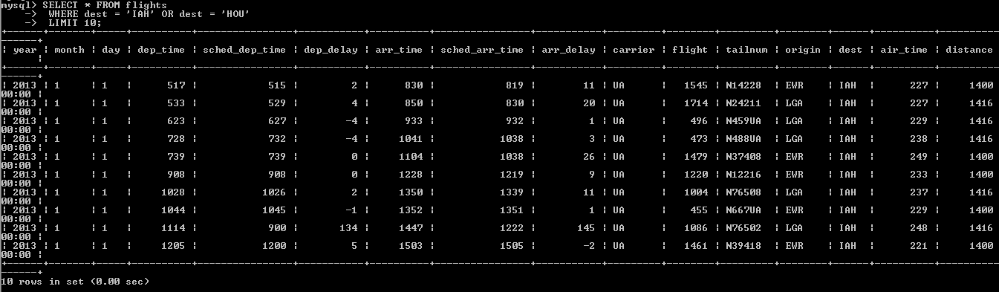 mysql> SELECT * FROM flights
    -> WHERE dest = 'IAH' OR dest = 'HOU'
    -> LIMIT 10;
+------+-------+-----+----------+----------------+-----------+----------+----------------+-----------+---------+--------+---------+--------+------+----------+----------
------+
| year | month | day | dep_time | sched_dep_time | dep_delay | arr_time | sched_arr_time | arr_delay | carrier | flight | tailnum | origin | dest | air_time | distance
      |
+------+-------+-----+----------+----------------+-----------+----------+----------------+-----------+---------+--------+---------+--------+------+----------+----------
------+
| 2013 | 1 | 1 | 517 | 515 | 2 | 830 | 819 | 11 | UA | 1545 | N14228 | EWR | IAH | 227 | 1400
00:00 |
| 2013 | 1 | 1 | 533 | 529 | 4 | 850 | 830 | 20 | UA | 1714 | N24211 | LGA | IAH | 227 | 1416
00:00 |
| 2013 | 1 | 1 | 623 | 627 | -4 | 933 | 932 | 1 | UA | 496 | N459UA | LGA | IAH | 229 | 1416
00:00 |
| 2013 | 1 | 1 | 728 | 732 | -4 | 1041 | 1038 | 3 | UA | 473 | N488UA | LGA | IAH | 238 | 1416
00:00 |
| 2013 | 1 | 1 | 739 | 739 | 0 | 1104 | 1038 | 26 | UA | 1479 | N37408 | EWR | IAH | 249 | 1400
00:00 |
| 2013 | 1 | 1 | 908 | 908 | 0 | 1228 | 1219 | 9 | UA | 1220 | N12216 | EWR | IAH | 233 | 1400
00:00 |
| 2013 | 1 | 1 | 1028 | 1026 | 2 | 1350 | 1339 | 11 | UA | 1004 | N76508 | LGA | IAH | 237 | 1416
00:00 |
| 2013 | 1 | 1 | 1044 | 1045 | -1 | 1352 | 1351 | 1 | UA | 455 | N667UA | EWR | IAH | 229 | 1400
00:00 |
| 2013 | 1 | 1 | 1114 | 900 | 134 | 1447 | 1222 | 145 | UA | 1086 | N76502 | LGA | IAH | 248 | 1416
00:00 |
| 2013 | 1 | 1 | 1205 | 1200 | 5 | 1503 | 1505 | -2 | UA | 1461 | N39418 | EWR | IAH | 221 | 1400
00:00 |
+------+-------+-----+----------+----------------+-----------+----------+----------------+-----------+---------+--------+---------+--------+------+----------+----------
------+
10 rows in set (0.00 sec)